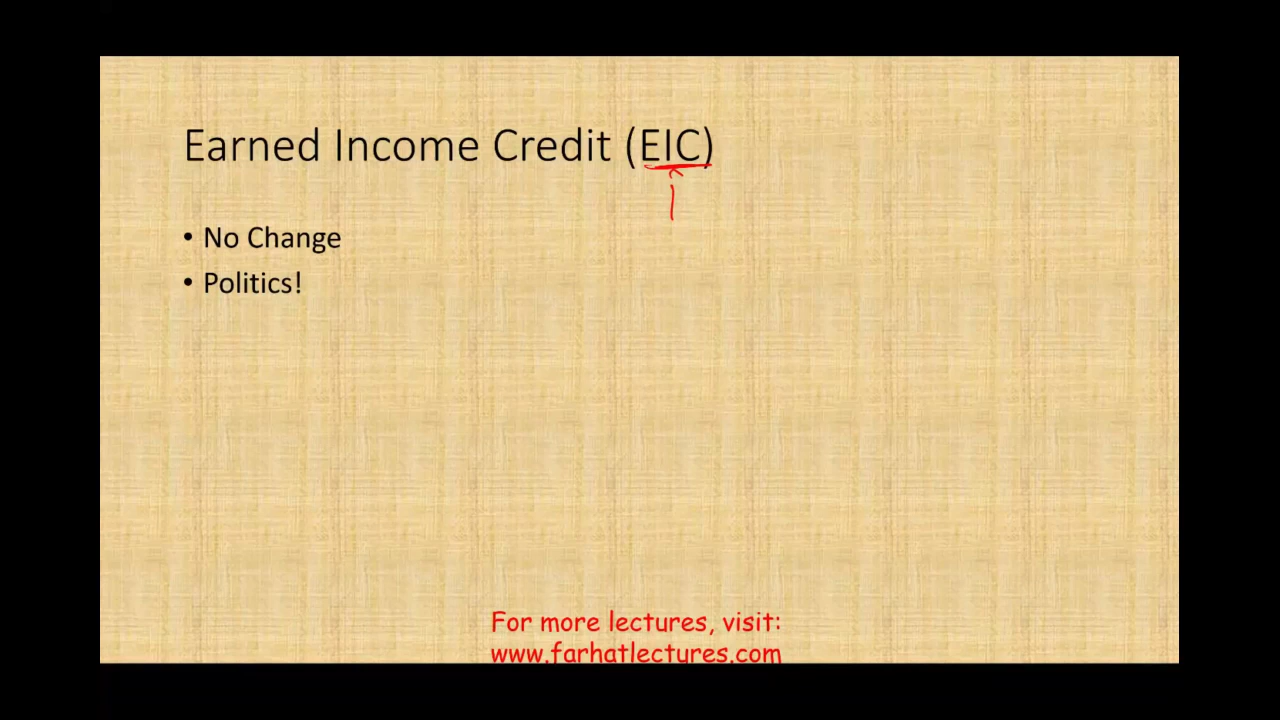 Earned Income Credit (EIC)
• No Change
• Politics!
For more lectures, visit:
www.farhatlectures.com